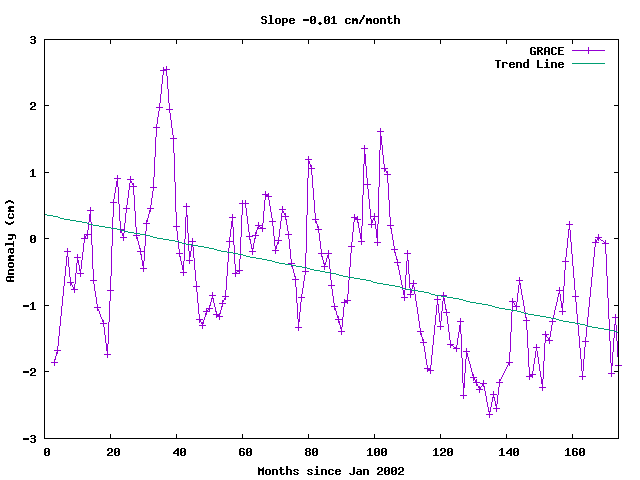 Slope -0.01 cm/month
GRACE
Trend Line
3
2
1
0
-1
-2
-3
Anomaly (cm)
0 20 40 60 80 100 120 140 160
Months since Jan 2002